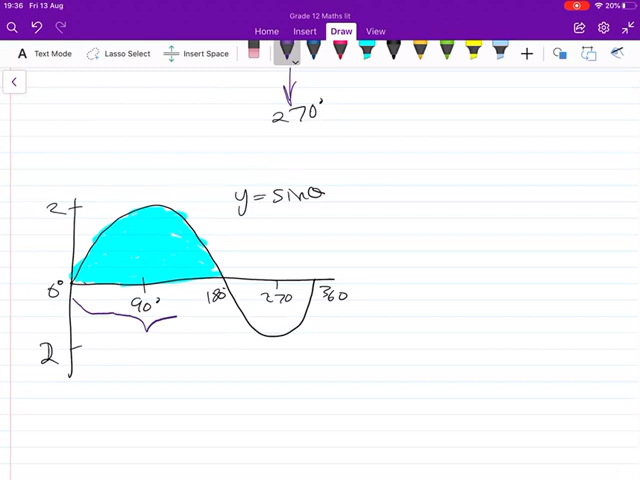 19:36 Fri 13 Aug
20%
Grade 12 Maths lit
Home Insert Draw View
A Text Mode Lasso Select Insert Space
270°
2
y = sinθ
0°
90°
180°
270
360
2